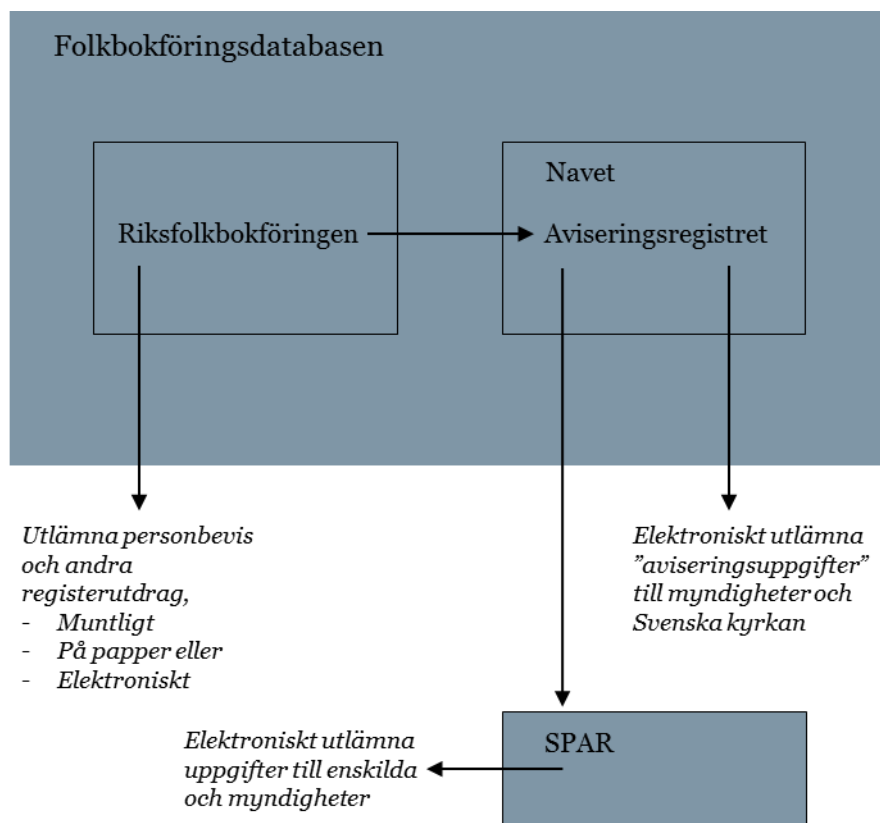 Folkbokföringsdatabasen
Navet
Riksfolkbokföringen
Aviseringsregistret
Utlämna personbevis
och andra
registerutdrag,
- Muntligt
- På papper eller
- Elektroniskt
Elektroniskt utlämna
”aviseringsuppgifter”
till myndigheter och
Svenska kyrkan
Elektroniskt utlämna
uppgifter till enskilda
och myndigheter
SPAR